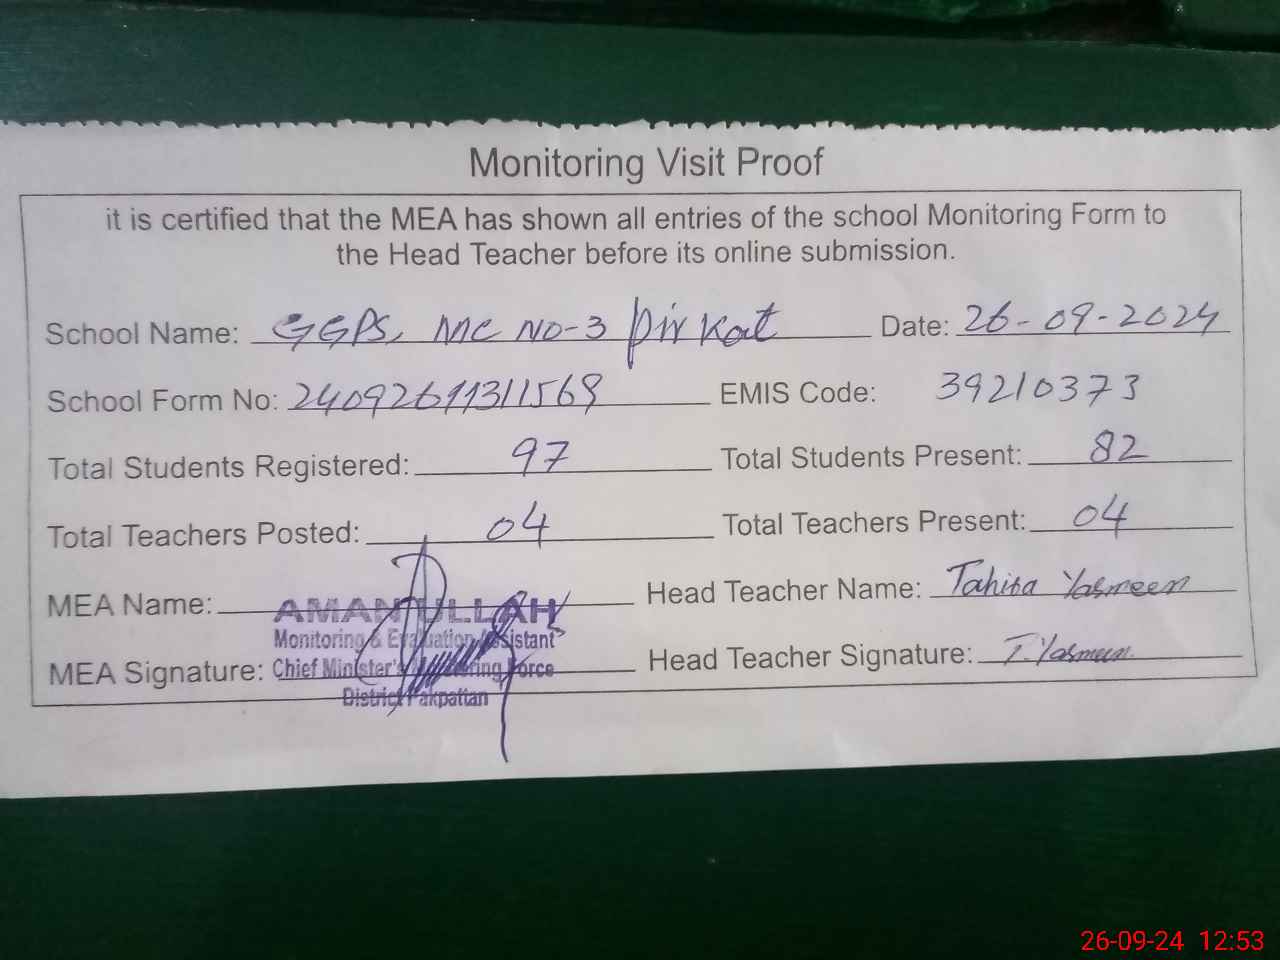 Monitoring Visit Proof
it is certified that the MEA has shown all entries of the school Monitoring Form to
the Head Teacher before its online submission.
School Name: GGPS, MC NO-3 Pir Kot Date: 26-09-2024
School Form No: EMIS Code: 39210373
Total Students Registered: 97 Total Students Present: 82
Total Teachers Posted: 04 Total Teachers Present: 04
MEA Name: AMANULLAH Head Teacher Name: Tahira Yasmeen
Monitoring & Evaluation Assistant
MEA Signature: Chief Minister's Monitoring Force Head Teacher Signature: T. Yasmeen
District Pakpattan
26-09-24 12:53